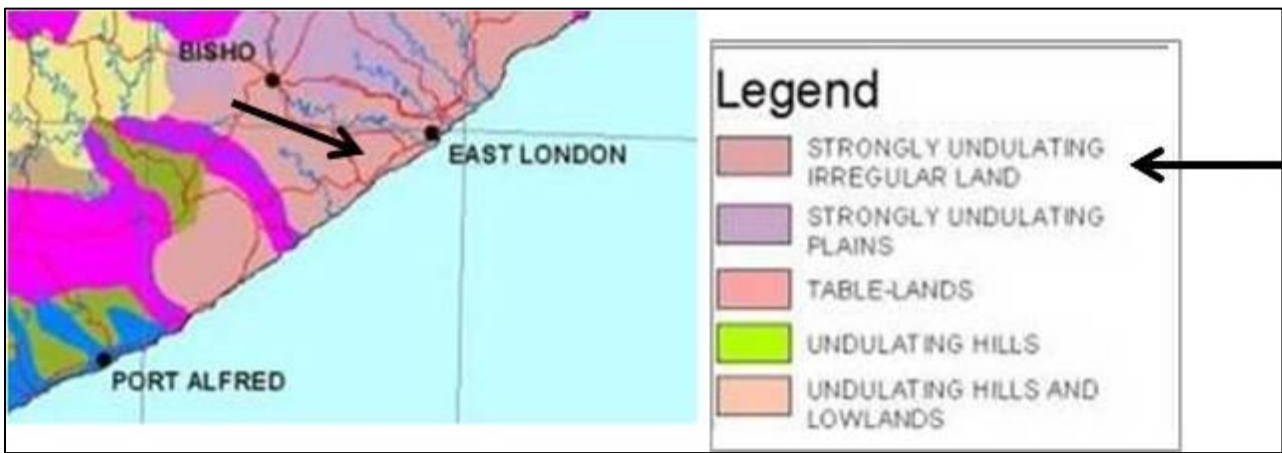 BISHO
EAST LONDON
PORT ALFRED
Legend
STRONGLY UNDULATING
IRREGULAR LAND
STRONGLY UNDULATING
PLAINS
TABLE-LANDS
UNDULATING HILLS
UNDULATING HILLS AND
LOWLANDS